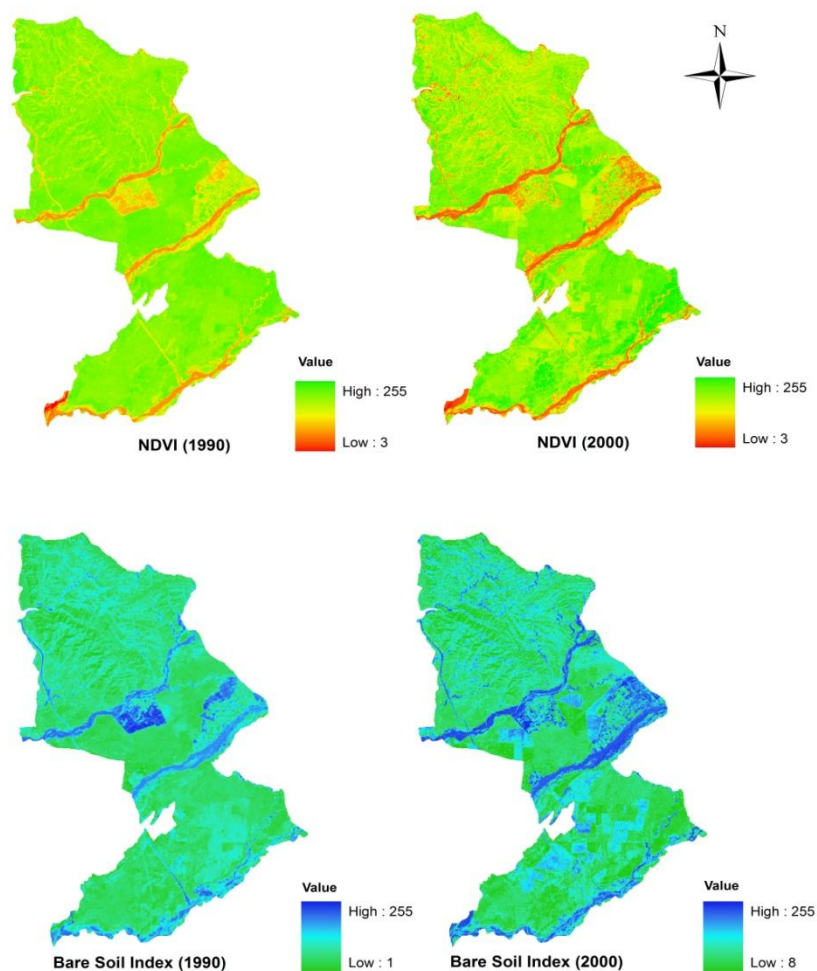 N
Value
High : 255
Low : 3
NDVI (1990)
Value
High : 255
Low : 3
NDVI (2000)
Value
High : 255
Low : 1
Bare Soil Index (1990)
Value
High : 255
Low : 8
Bare Soil Index (2000)